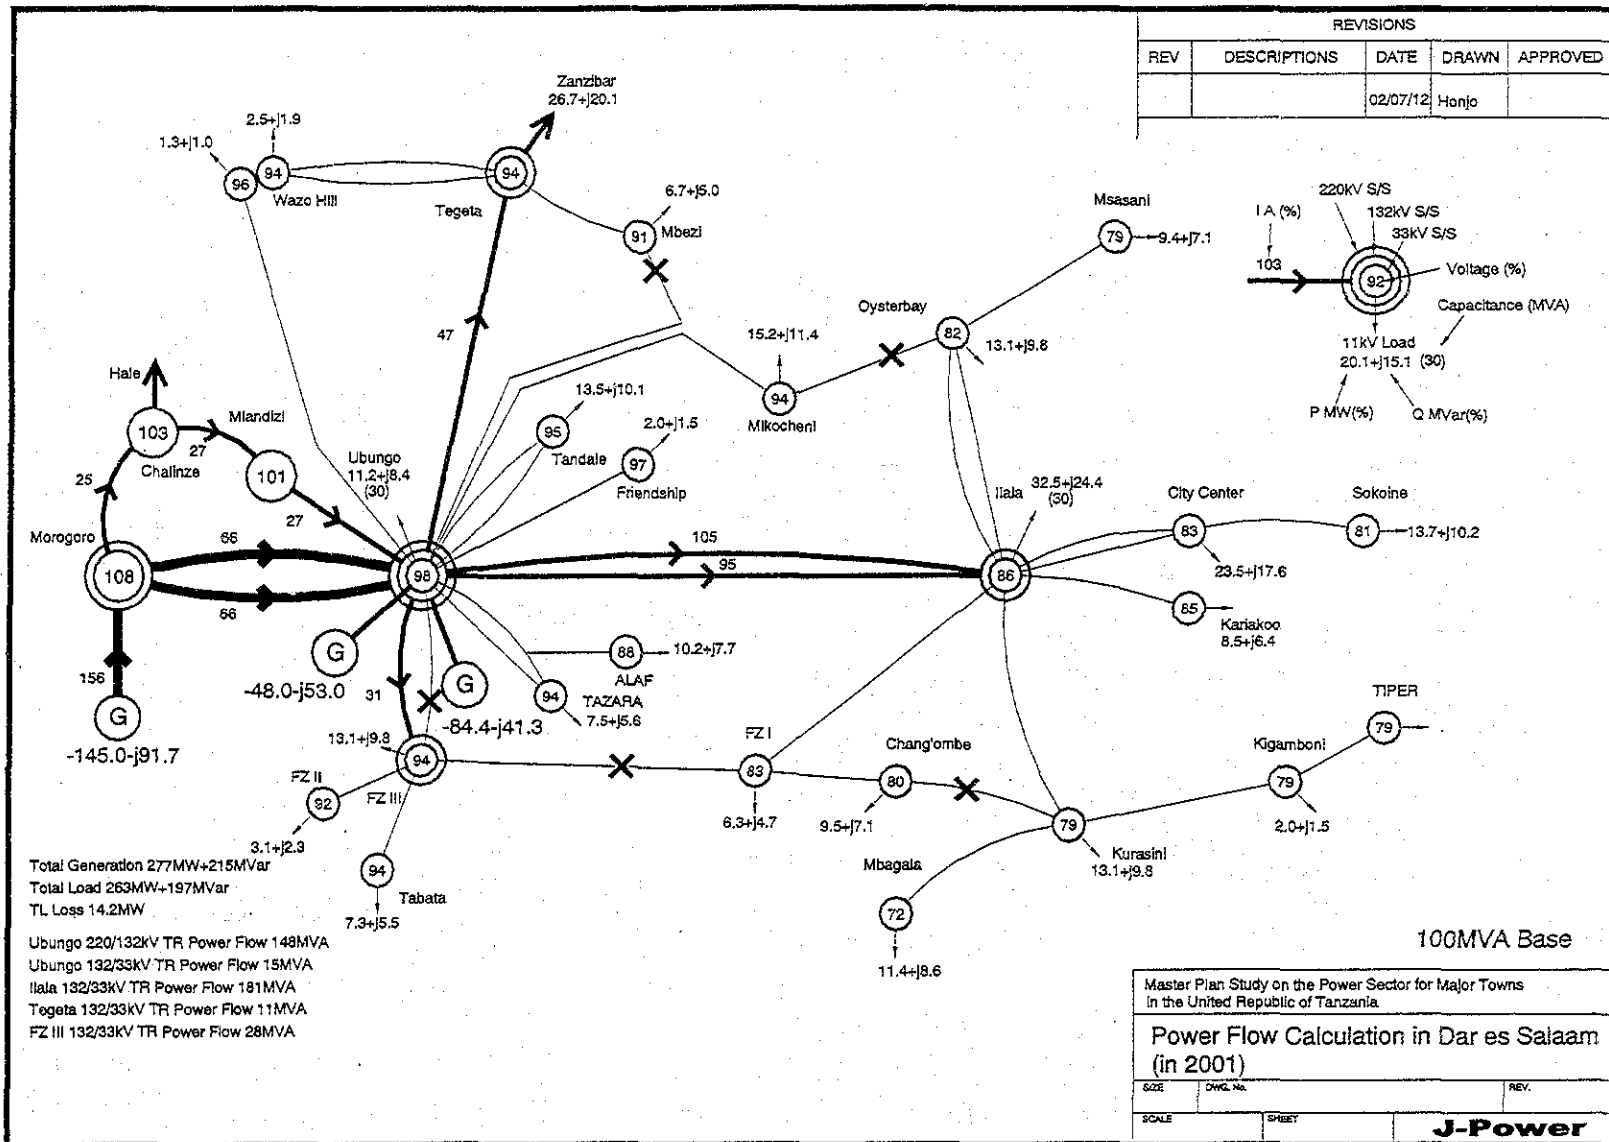 REVISIONS
REV DESCRIPTIONS DATE DRAWN APPROVED
02/07/12 Honjo
Zanzibar
26.7+j20.1
2.5+j1.9
1.3+j1.0
96
94
Wazo Hill
94
Tegeta
6.7+j5.0
91
Mbezi
Msasani
79
9.4+j7.1
220kV S/S
132kV S/S
33kV S/S
I A (%)
103
92
Voltage (%)
Capacitance (MVA)
11kV Load
20.1+j15.1 (30)
P MW(%)
Q MVar(%)
47
Oysterbay
82
13.1+j9.8
15.2+j11.4
94
Mikocheni
Hale
103
Chalinze
27
Mlandizi
101
25
27
13.5+j10.1
95
Tandale
2.0+j1.5
97
Friendship
Ubungo
11.2+j8.4
(30)
Ilala
32.5+j24.4
(30)
City Center
83
23.5+j17.6
Sokoine
81
13.7+j10.2
Morogoro
108
66
66
98
105
95
86
85
Kariakoo
8.5+j6.4
156
G
-145.0-j91.7
G
-48.0-j53.0
31
G
-84.4-j41.3
88
10.2+j7.7
ALAF
TAZARA
94
7.5+j5.6
13.1+j9.8
94
FZ III
FZ II
92
3.1+j2.3
94
Tabata
7.3+j5.5
FZ I
83
6.3+j4.7
Chang'ombe
80
9.5+j7.1
TIPER
79
Kigamboni
79
2.0+j1.5
79
Kurasini
13.1+j9.8
Mbagala
72
11.4+j8.6
Total Generation 277MW+215MVar
Total Load 263MW+197MVar
TL Loss 14.2MW
Ubungo 220/132kV TR Power Flow 148MVA
Ubungo 132/33kV TR Power Flow 15MVA
Ilala 132/33kV TR Power Flow 181MVA
Tegeta 132/33kV TR Power Flow 11MVA
FZ III 132/33kV TR Power Flow 28MVA
100MVA Base
Master Plan Study on the Power Sector for Major Towns
in the United Republic of Tanzania
Power Flow Calculation in Dar es Salaam
(in 2001)
SIZE DWG. No. REV.
SCALE SHEET J-Power